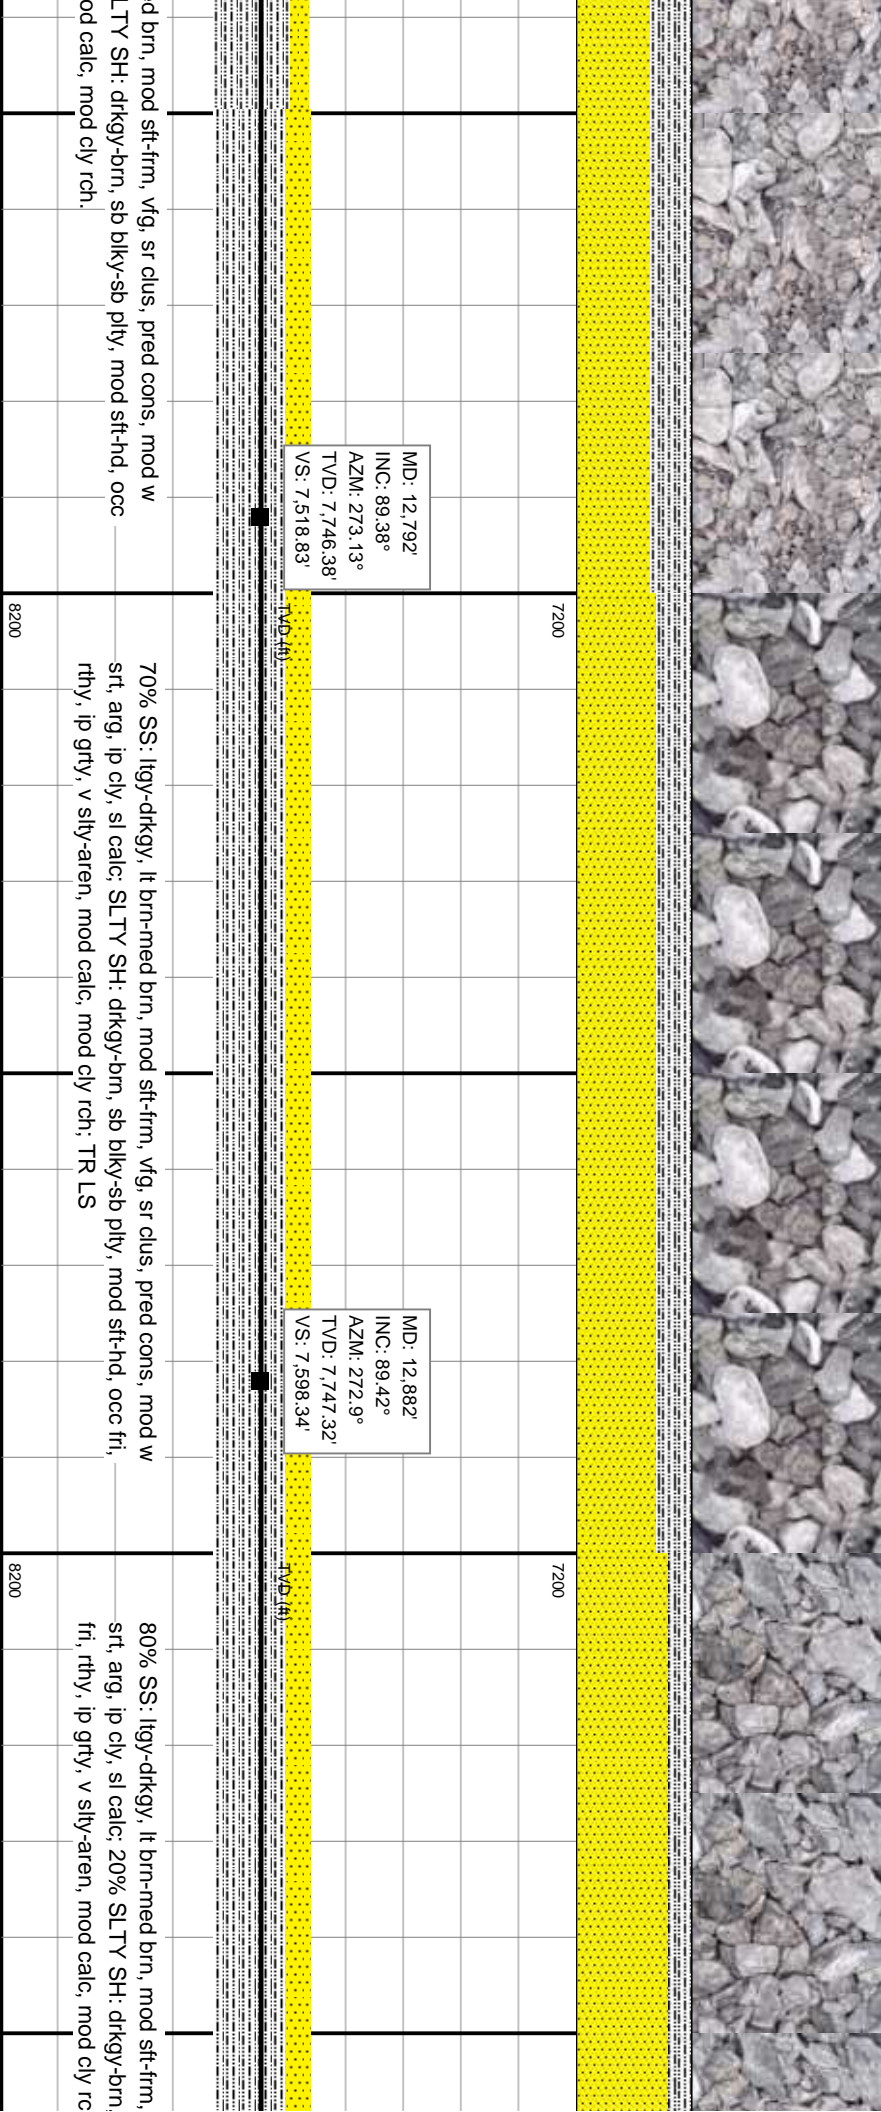 d brn, mod sft-frm, vfg, sr clus, pred cons, mod w
LTY SH: drkgy-brn, sb blky-sb plty, mod sft-hd, occ
od calc, mod cly rch.
MD: 12,792'
INC: 89.38°
AZM: 273.13°
TVD: 7,746.38'
VS: 7,518.83'
7200
TVD (ft)
8200
70% SS: ltgy-drkgy, lt brn-med brn, mod sft-frm, vfg, sr clus, pred cons, mod w
srt, arg, ip cly, sl calc; SLTY SH: drkgy-brn, sb blky-sb plty, mod sft-hd, occ fri,
rthy, ip grty, v slty-aren, mod calc, mod cly rch; TR LS
MD: 12,882'
INC: 89.42°
AZM: 272.9°
TVD: 7,747.32'
VS: 7,598.34'
7200
TVD (ft)
8200
80% SS: ltgy-drkgy, lt brn-med brn, mod sft-frm,
srt, arg, ip cly, sl calc; 20% SLTY SH: drkgy-brn,
fri, rthy, ip grty, v slty-aren, mod calc, mod cly rc